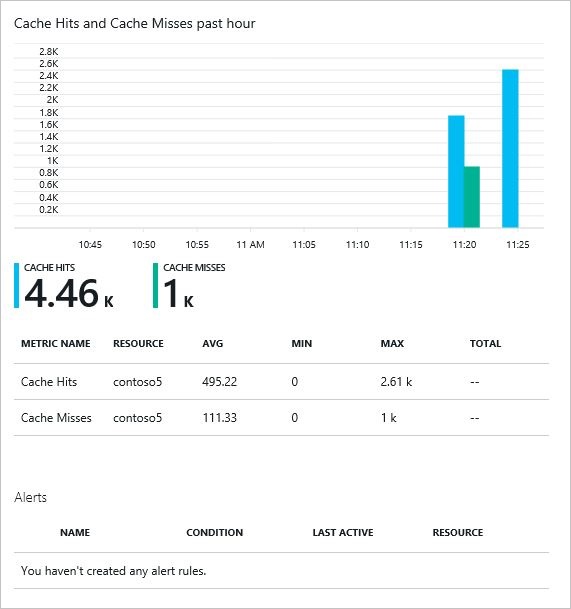 Cache Hits and Cache Misses past hour
2.8K
2.6K
2.4K
2.2K
2K
1.8K
1.6K
1.4K
1.2K
1K
0.8K
0.6K
0.4K
0.2K
10:45 10:50 10:55 11 AM 11:05 11:10 11:15 11:20 11:25
CACHE HITS CACHE MISSES
4.46 K 1 K
METRIC NAME RESOURCE AVG MIN MAX TOTAL
Cache Hits contoso5 495.22 0 2.61 k --
Cache Misses contoso5 111.33 0 1 k --
Alerts
NAME CONDITION LAST ACTIVE RESOURCE
You haven't created any alert rules.